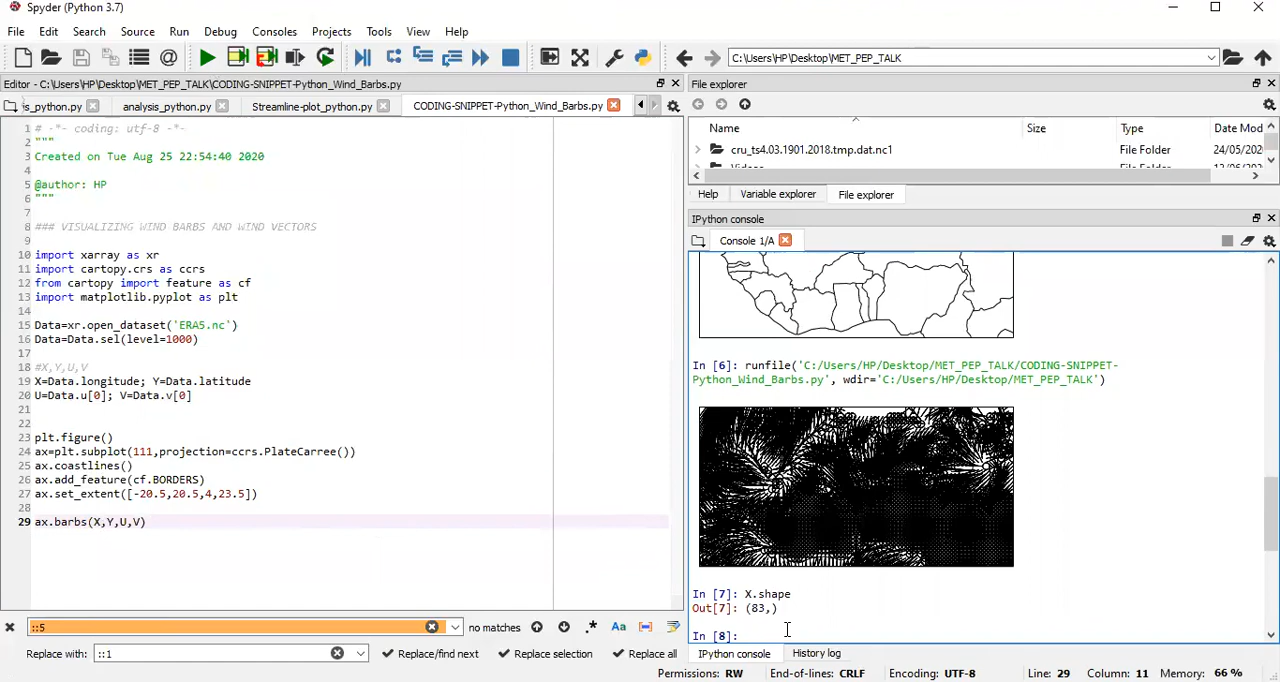 Spyder (Python 3.7)
File Edit Search Source Run Debug Consoles Projects Tools View Help
C:\Users\HP\Desktop\MET_PEP_TALK
Editor - C:\Users\HP\Desktop\MET_PEP_TALK\CODING-SNIPPET-Python_Wind_Barbs.py
is_python.py analysis_python.py Streamline-plot_python.py CODING-SNIPPET-Python_Wind_Barbs.py
1 # -*- coding: utf-8 -*-
2 """
3 Created on Tue Aug 25 22:54:40 2020
4
5 @author: HP
6 """
7
8 ### VISUALIZING WIND BARBS AND WIND VECTORS
9
10 import xarray as xr
11 import cartopy.crs as ccrs
12 from cartopy import feature as cf
13 import matplotlib.pyplot as plt
14
15 Data=xr.open_dataset('ERA5.nc')
16 Data=Data.sel(level=1000)
17
18 #X,Y,U,V
19 X=Data.longitude; Y=Data.latitude
20 U=Data.u[0]; V=Data.v[0]
21
22
23 plt.figure()
24 ax=plt.subplot(111,projection=ccrs.PlateCarree())
25 ax.coastlines()
26 ax.add_feature(cf.BORDERS)
27 ax.set_extent([-20.5,20.5,4,23.5])
28
29 ax.barbs(X,Y,U,V)
::5 no matches Aa
Replace with: ::1 Replace/find next Replace selection Replace all
File explorer
Name Size Type Date Mod
cru_ts4.03.1901.2018.tmp.dat.nc1 File Folder 24/05/202
Videos File Folder 12/06/202
Help Variable explorer File explorer
IPython console
Console 1/A
In [6]: runfile('C:/Users/HP/Desktop/MET_PEP_TALK/CODING-SNIPPET-
Python_Wind_Barbs.py', wdir='C:/Users/HP/Desktop/MET_PEP_TALK')
In [7]: X.shape
Out[7]: (83,)
In [8]:
IPython console History log
Permissions: RW End-of-lines: CRLF Encoding: UTF-8 Line: 29 Column: 11 Memory: 66 %